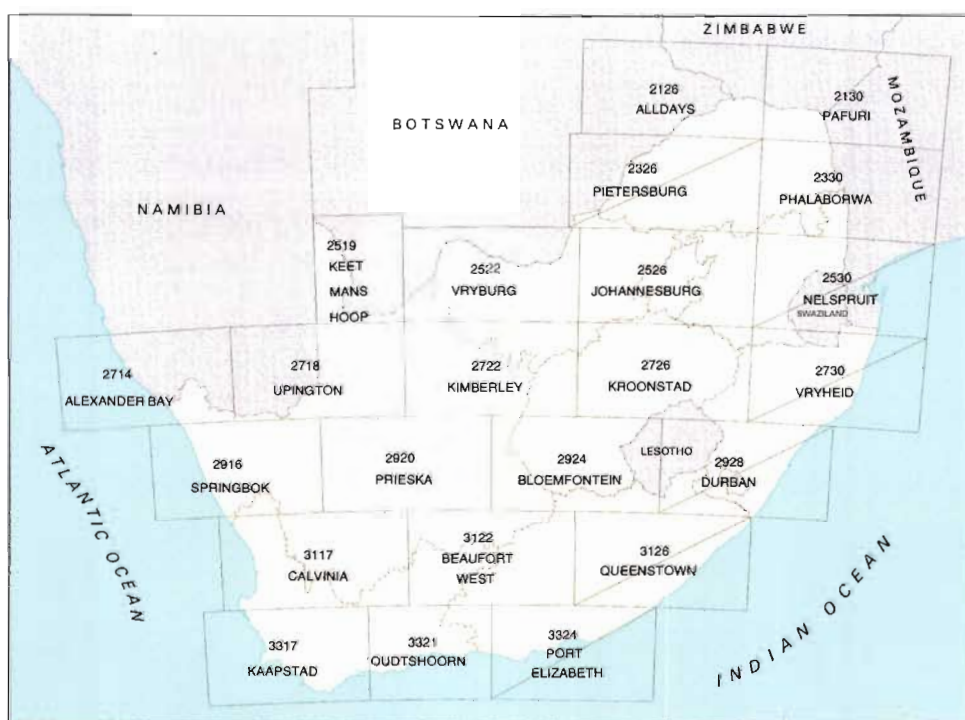 ZIMBABWE
2126
ALLDAYS
2130
PAFURI
MOZAMBIQUE
BOTSWANA
2326
PIETERSBURG
2330
PHALABORWA
NAMIBIA
2519
KEET
MANS
HOOP
2522
VRYBURG
2526
JOHANNESBURG
2530
NELSPRUIT
SWAZILAND
2714
ALEXANDER BAY
2718
UPINGTON
2722
KIMBERLEY
2726
KROONSTAD
2730
VRYHEID
ATLANTIC OCEAN
2916
SPRINGBOK
2920
PRIESKA
2924
BLOEMFONTEIN
LESOTHO
2928
DURBAN
3117
CALVINIA
3122
BEAUFORT
WEST
3126
QUEENSTOWN
INDIAN OCEAN
3317
KAAPSTAD
3321
OUDTSHOORN
3324
PORT
ELIZABETH